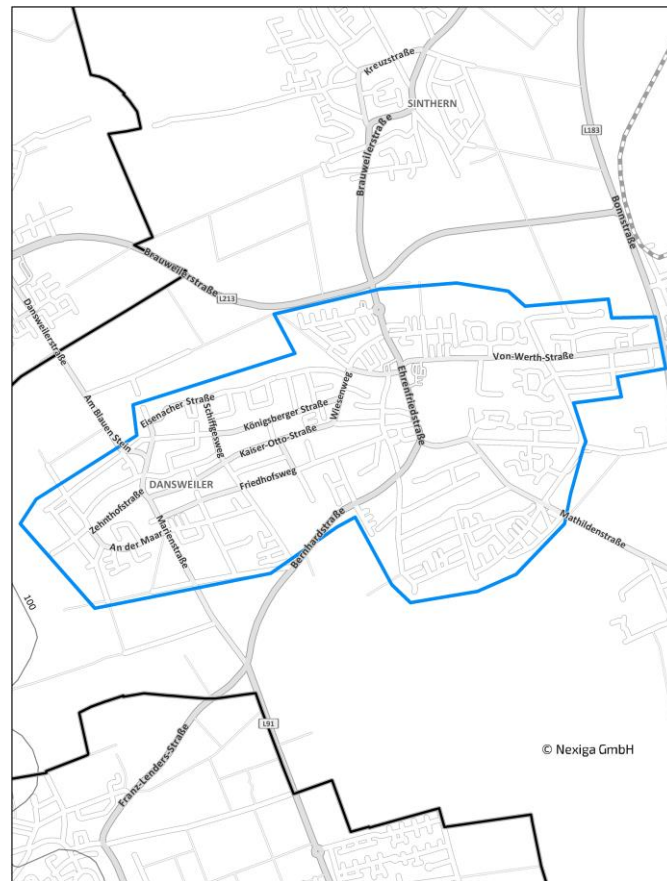 Kreuzstraße
SINTHERN
L183
Brauweilerstraße
Bonnstraße
Brauweilerstraße
L213
Dansweilerstraße
Von-Werth-Straße
Ehrenfriedstraße
Wiesenweg
Am Blauen Stein
Eisenacher Straße
Schiffgesweg
Königsberger Straße
Kaiser-Otto-Straße
DANSWEILER
Friedhofsweg
Zehnthofstraße
An der Maar
Marienstraße
Bernhardstraße
Mathildenstraße
100
L91
Franz-Lenders-Straße
© Nexiga GmbH